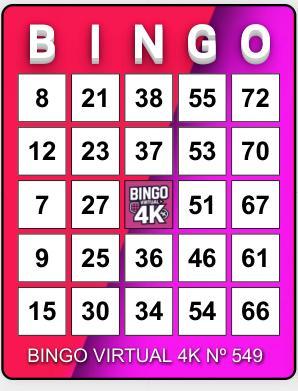 BINGO
8 21 38 55 72
12 23 37 53 70
7 27 BINGO VIRTUAL 4K 51 67
9 25 36 46 61
15 30 34 54 66
BINGO VIRTUAL 4K Nº 549